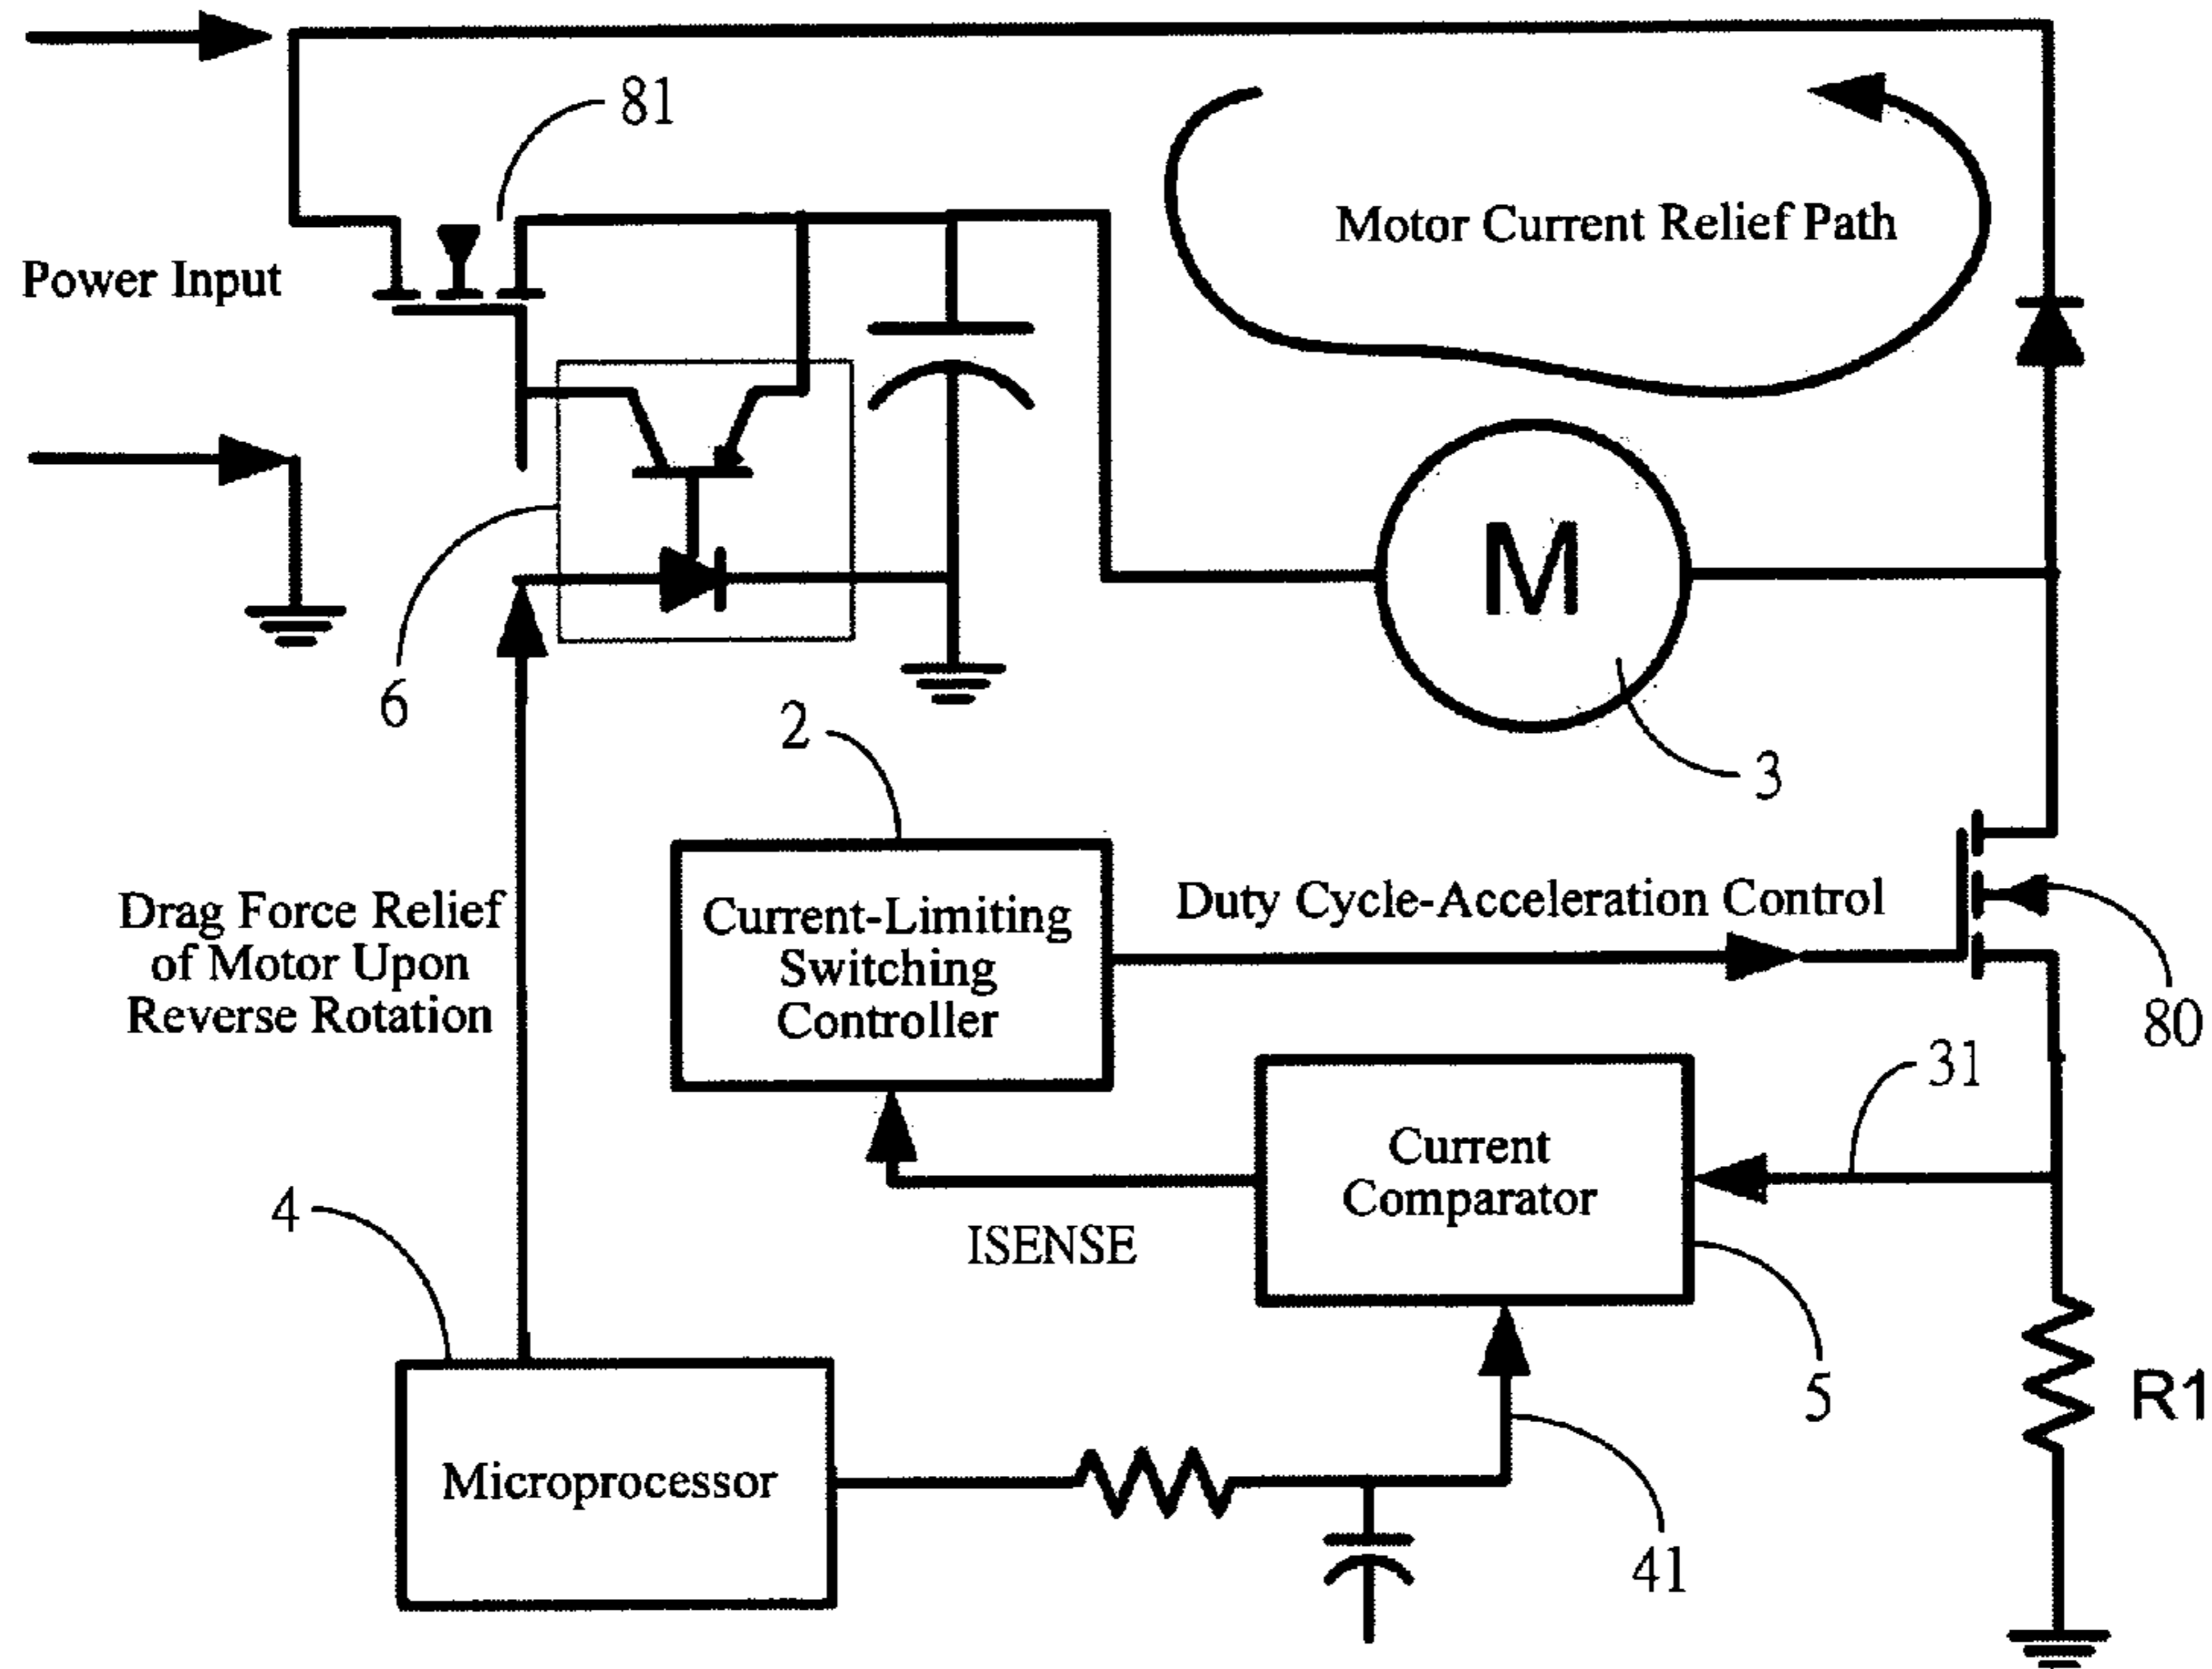 81
Motor Current Relief Path
Power Input
M
6
2
3
Drag Force Relief
of Motor Upon
Reverse Rotation
Current-Limiting
Switching
Controller
Duty Cycle-Acceleration Control
80
31
Current
Comparator
4
ISENSE
5
R1
Microprocessor
41